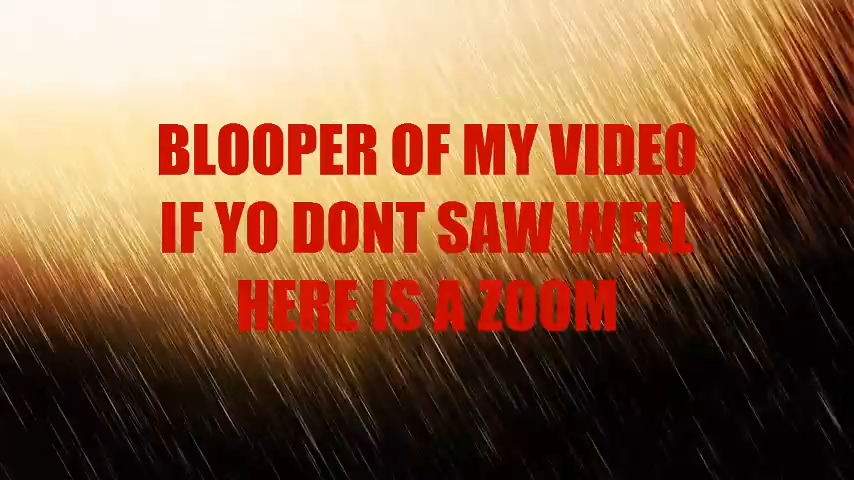 BLOOPER OF MY VIDEO
IF YO DONT SAW WELL
HERE IS A ZOOM